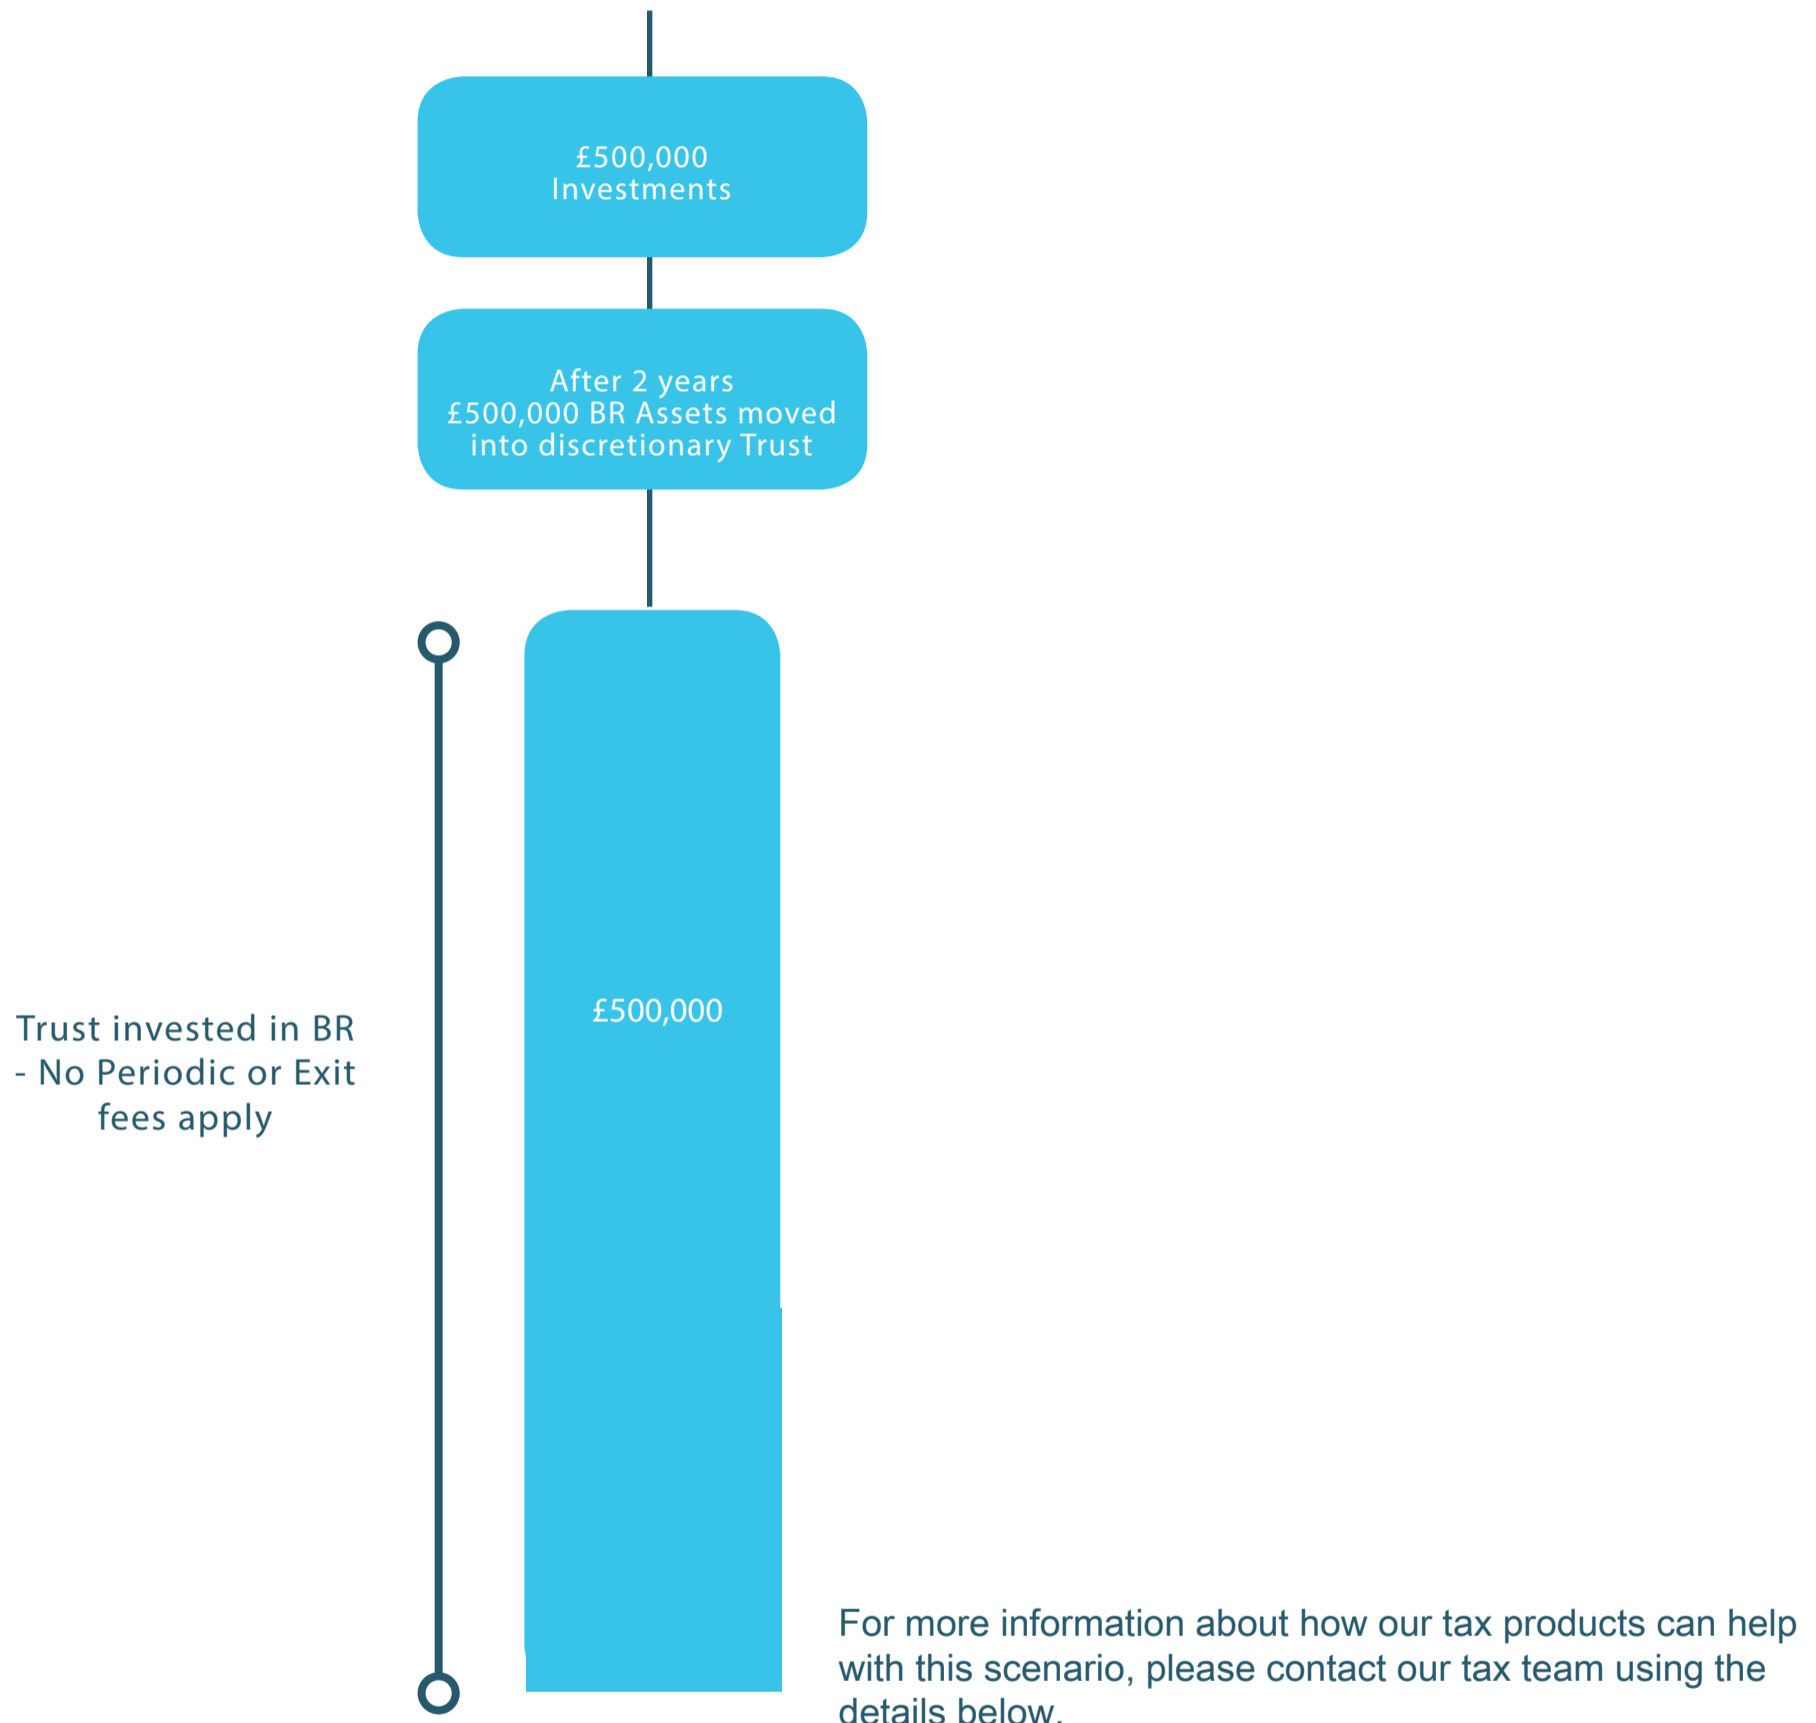 £500,000
Investments
After 2 years
£500,000 BR Assets moved
into discretionary Trust
£500,000
Trust invested in BR
- No Periodic or Exit
fees apply
For more information about how our tax products can help
with this scenario, please contact our tax team using the
details below.